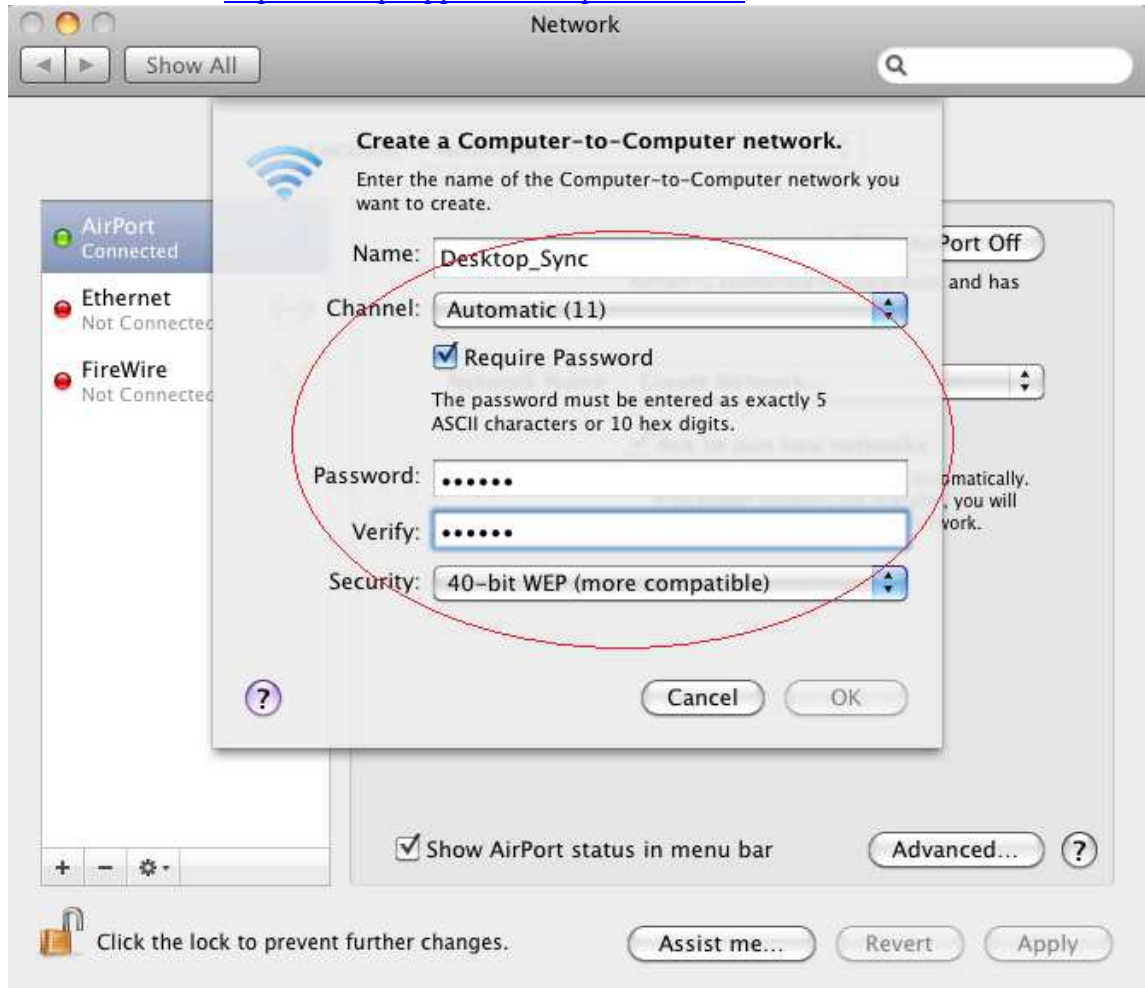 Network
Show All
Create a Computer-to-Computer network.
Enter the name of the Computer-to-Computer network you
want to create.
AirPort
Connected
Port Off
Name: Desktop_Sync
and has
Ethernet
Not Connected
Channel: Automatic (11)
Require Password
FireWire
Not Connected
The password must be entered as exactly 5
ASCII characters or 10 hex digits.
Password: ••••••
omatically.
, you will
work.
Verify: ••••••
Security: 40-bit WEP (more compatible)
?
Cancel
OK
Show AirPort status in menu bar
Advanced...
?
Click the lock to prevent further changes.
Assist me...
Revert
Apply